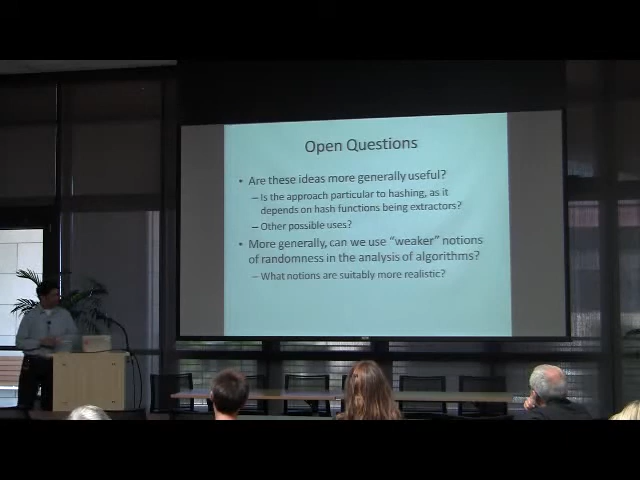 Open Questions
• Are these ideas more generally useful?
– Is the approach particular to hashing, as it
depends on hash functions being extractors?
– Other possible uses?
• More generally, can we use “weaker” notions
of randomness in the analysis of algorithms?
– What notions are suitably more realistic?